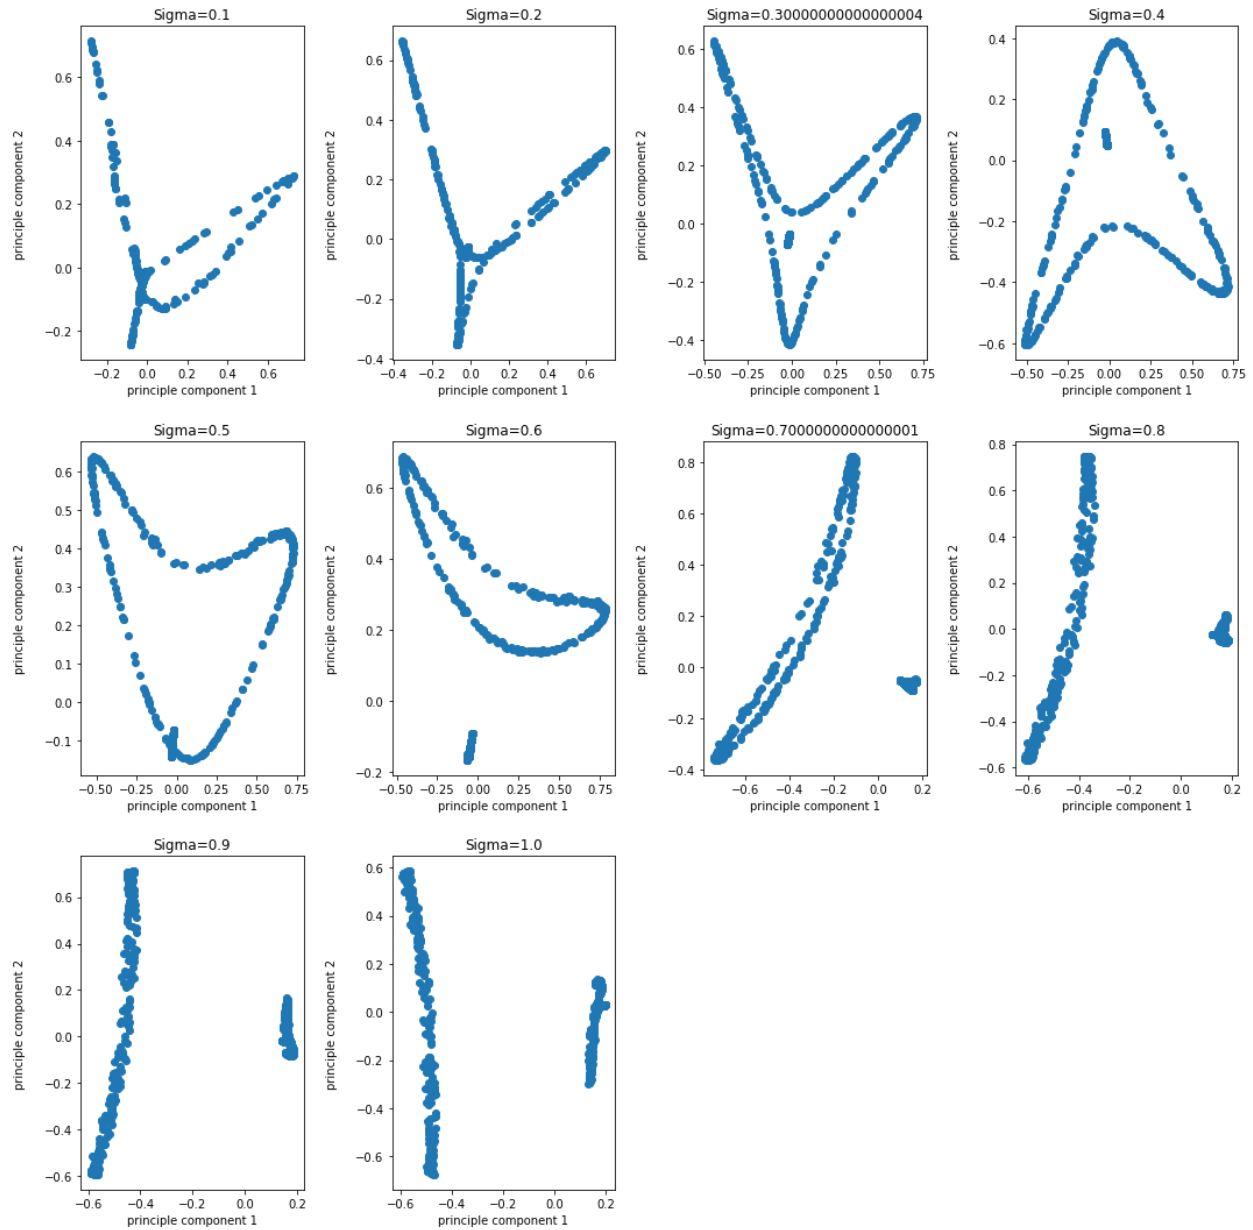 Sigma=0.1
0.6
0.4
0.2
0.0
−0.2
principle component 2
−0.2 0.0 0.2 0.4 0.6
principle component 1
Sigma=0.2
0.6
0.4
0.2
0.0
−0.2
−0.4
principle component 2
−0.4 −0.2 0.0 0.2 0.4 0.6
principle component 1
Sigma=0.30000000000000004
0.6
0.4
0.2
0.0
−0.2
−0.4
principle component 2
−0.50 −0.25 0.00 0.25 0.50 0.75
principle component 1
Sigma=0.4
0.4
0.2
0.0
−0.2
−0.4
−0.6
principle component 2
−0.50 −0.25 0.00 0.25 0.50 0.75
principle component 1
Sigma=0.5
0.6
0.5
0.4
0.3
0.2
0.1
0.0
−0.1
principle component 2
−0.50 −0.25 0.00 0.25 0.50 0.75
principle component 1
Sigma=0.6
0.6
0.4
0.2
0.0
−0.2
principle component 2
−0.50 −0.25 0.00 0.25 0.50 0.75
principle component 1
Sigma=0.7000000000000001
0.8
0.6
0.4
0.2
0.0
−0.2
−0.4
principle component 2
−0.6 −0.4 −0.2 0.0 0.2
principle component 1
Sigma=0.8
0.8
0.6
0.4
0.2
0.0
−0.2
−0.4
−0.6
principle component 2
−0.6 −0.4 −0.2 0.0 0.2
principle component 1
Sigma=0.9
0.6
0.4
0.2
0.0
−0.2
−0.4
−0.6
principle component 2
−0.6 −0.4 −0.2 0.0 0.2
principle component 1
Sigma=1.0
0.6
0.4
0.2
0.0
−0.2
−0.4
−0.6
principle component 2
−0.6 −0.4 −0.2 0.0 0.2
principle component 1